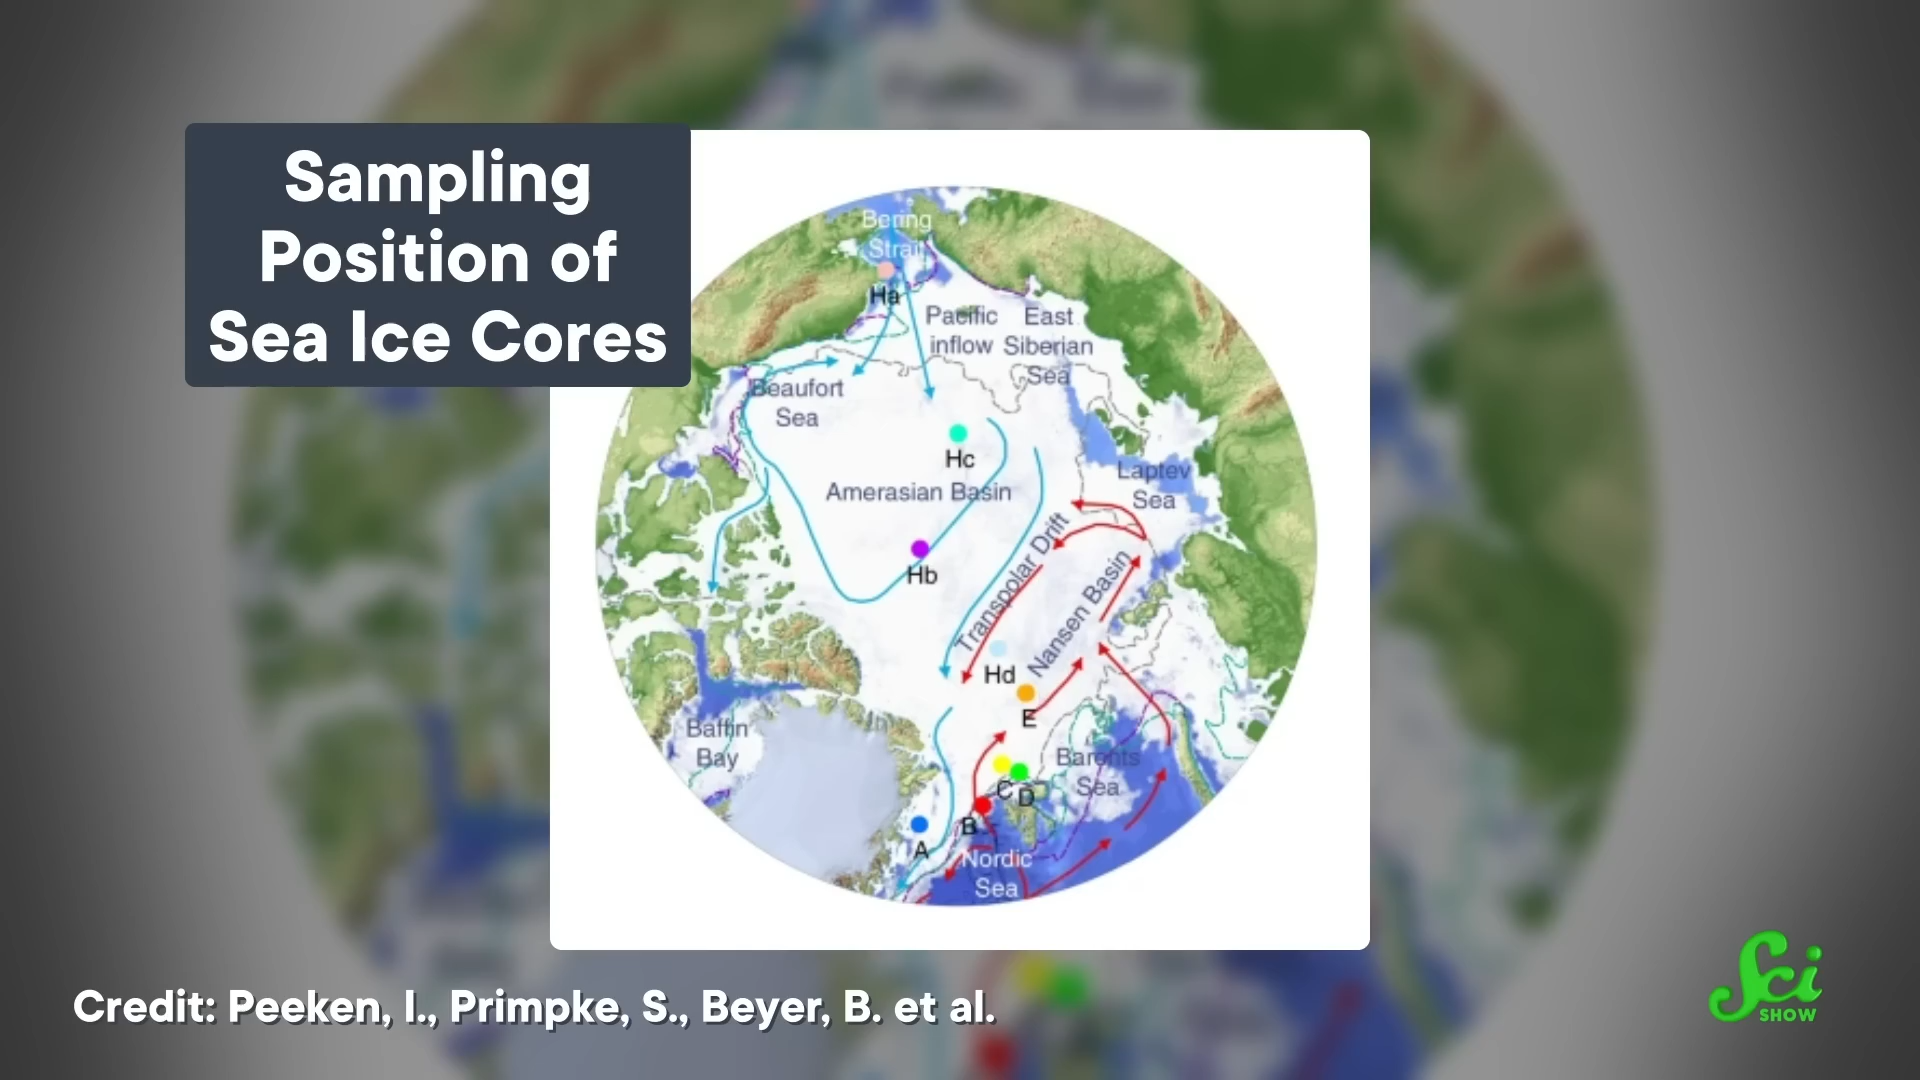 Sampling
Position of
Sea Ice Cores
Bering
Strait
Ha
Pacific
inflow
East
Siberian
Sea
Beaufort
Sea
Hc
Amerasian Basin
Laptev
Sea
Hb
Transpolar Drift
Nansen Basin
Hd
E
Baffin
Bay
Barents
Sea
C
D
B
A
Nordic
Sea
Credit: Peeken, I., Primpke, S., Beyer, B. et al.
Sci
SHOW